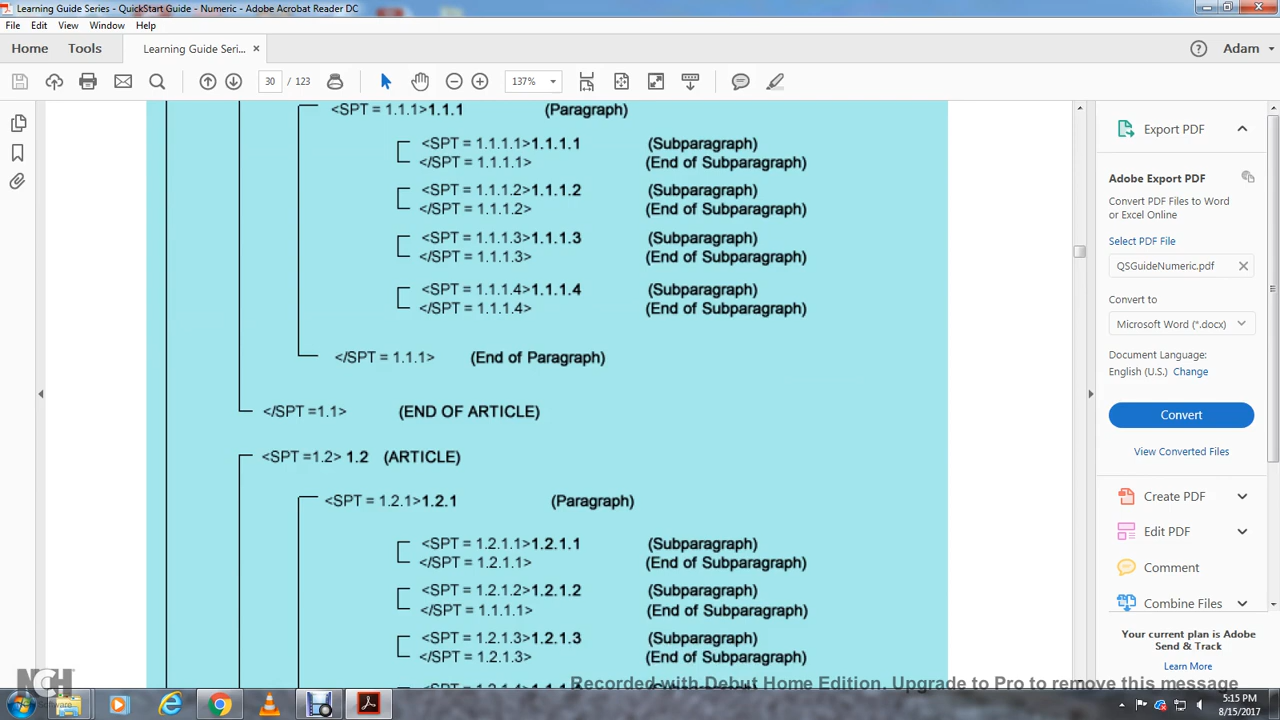 Learning Guide Series - QuickStart Guide - Numeric - Adobe Acrobat Reader DC
File Edit View Window Help
Home Tools Learning Guide Seri... × Adam
30 / 123 137%
<SPT = 1.1.1>1.1.1 (Paragraph)
<SPT = 1.1.1.1>1.1.1.1 (Subparagraph)
</SPT = 1.1.1.1> (End of Subparagraph)
<SPT = 1.1.1.2>1.1.1.2 (Subparagraph)
</SPT = 1.1.1.2> (End of Subparagraph)
<SPT = 1.1.1.3>1.1.1.3 (Subparagraph)
</SPT = 1.1.1.3> (End of Subparagraph)
<SPT = 1.1.1.4>1.1.1.4 (Subparagraph)
</SPT = 1.1.1.4> (End of Subparagraph)
</SPT = 1.1.1> (End of Paragraph)
</SPT =1.1> (END OF ARTICLE)
<SPT =1.2> 1.2 (ARTICLE)
<SPT = 1.2.1>1.2.1 (Paragraph)
<SPT = 1.2.1.1>1.2.1.1 (Subparagraph)
</SPT = 1.2.1.1> (End of Subparagraph)
<SPT = 1.2.1.2>1.2.1.2 (Subparagraph)
</SPT = 1.1.1.1> (End of Subparagraph)
<SPT = 1.2.1.3>1.2.1.3 (Subparagraph)
</SPT = 1.2.1.3> (End of Subparagraph)
Export PDF
Adobe Export PDF
Convert PDF Files to Word
or Excel Online
Select PDF File
QSGuideNumeric.pdf
Convert to
Microsoft Word (*.docx)
Document Language:
English (U.S.) Change
Convert
View Converted Files
Create PDF
Edit PDF
Comment
Combine Files
Your current plan is Adobe
Send & Track
Learn More
NCH
Recorded with Debut Home Edition. Upgrade to Pro to remove this message
5:15 PM
8/15/2017